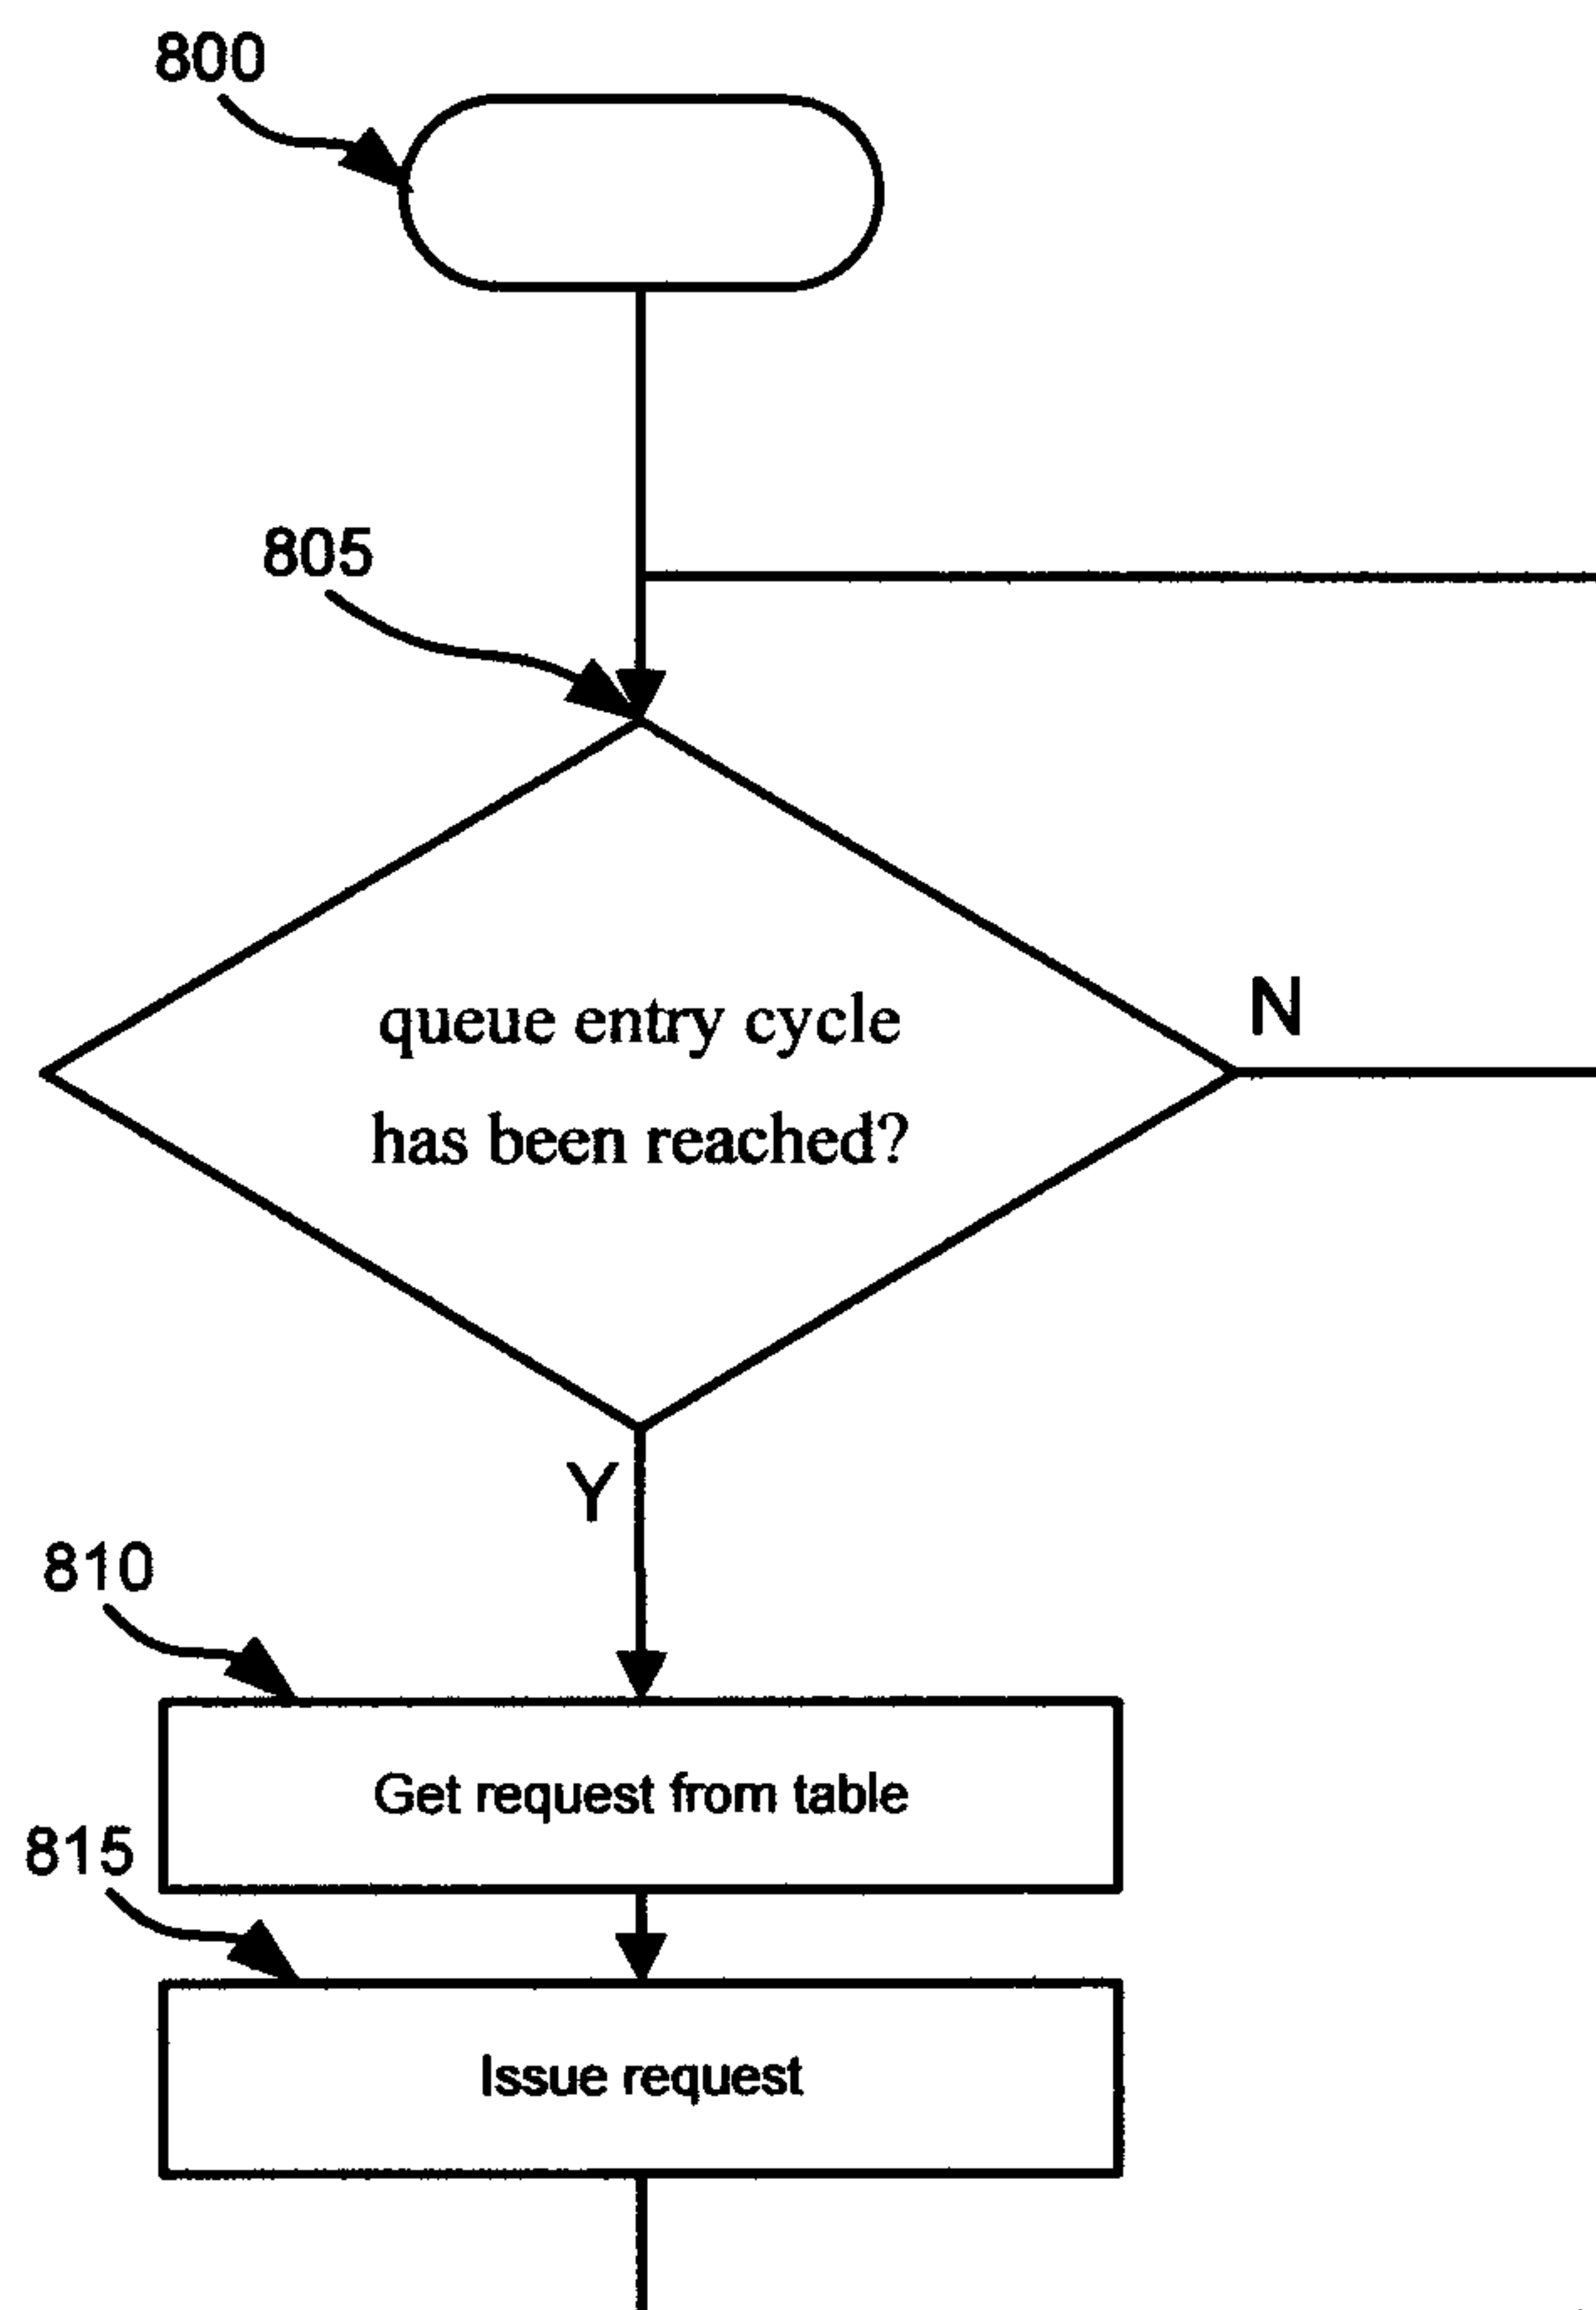 800
805
queue entry cycle
N
has been reached?
Y
810
Get request from table
815
Issue request